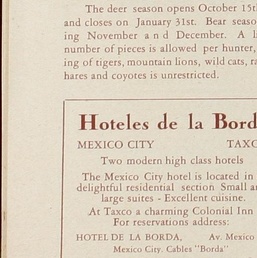 The deer season opens October 15th
and closes on January 31st. Bear seaso
ing November and December. A li
number of pieces is allowed per hunter,
ing of tigers, mountain lions, wild cats, ra
hares and coyotes is unrestricted.
Hoteles de la Bord
MEXICO CITY TAXC
Two modern high class hotels
The Mexico City hotel is located in
delightful residential section Small an
large suites - Excellent cuisine.
At Taxco a charming Colonial Inn
For reservations address:
HOTEL DE LA BORDA, Av. Mexico
Mexico City. Cables "Borda"